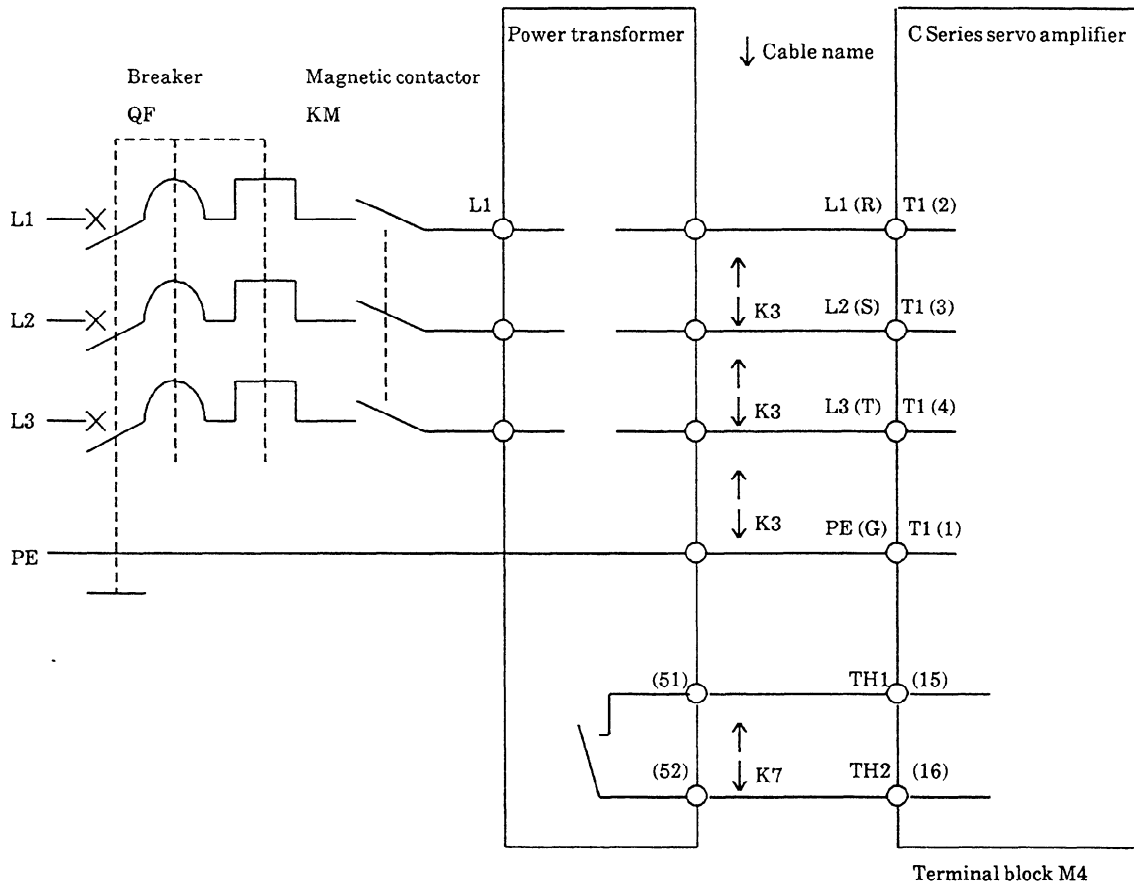 Power transformer
C Series servo amplifier
↓ Cable name
Breaker
Magnetic contactor
QF
KM
L1
L1
L1 (R)
T1 (2)
K3
L2
L2 (S)
T1 (3)
K3
L3
L3 (T)
T1 (4)
K3
PE
PE (G)
T1 (1)
(51)
TH1
(15)
K7
(52)
TH2
(16)
Terminal block M4